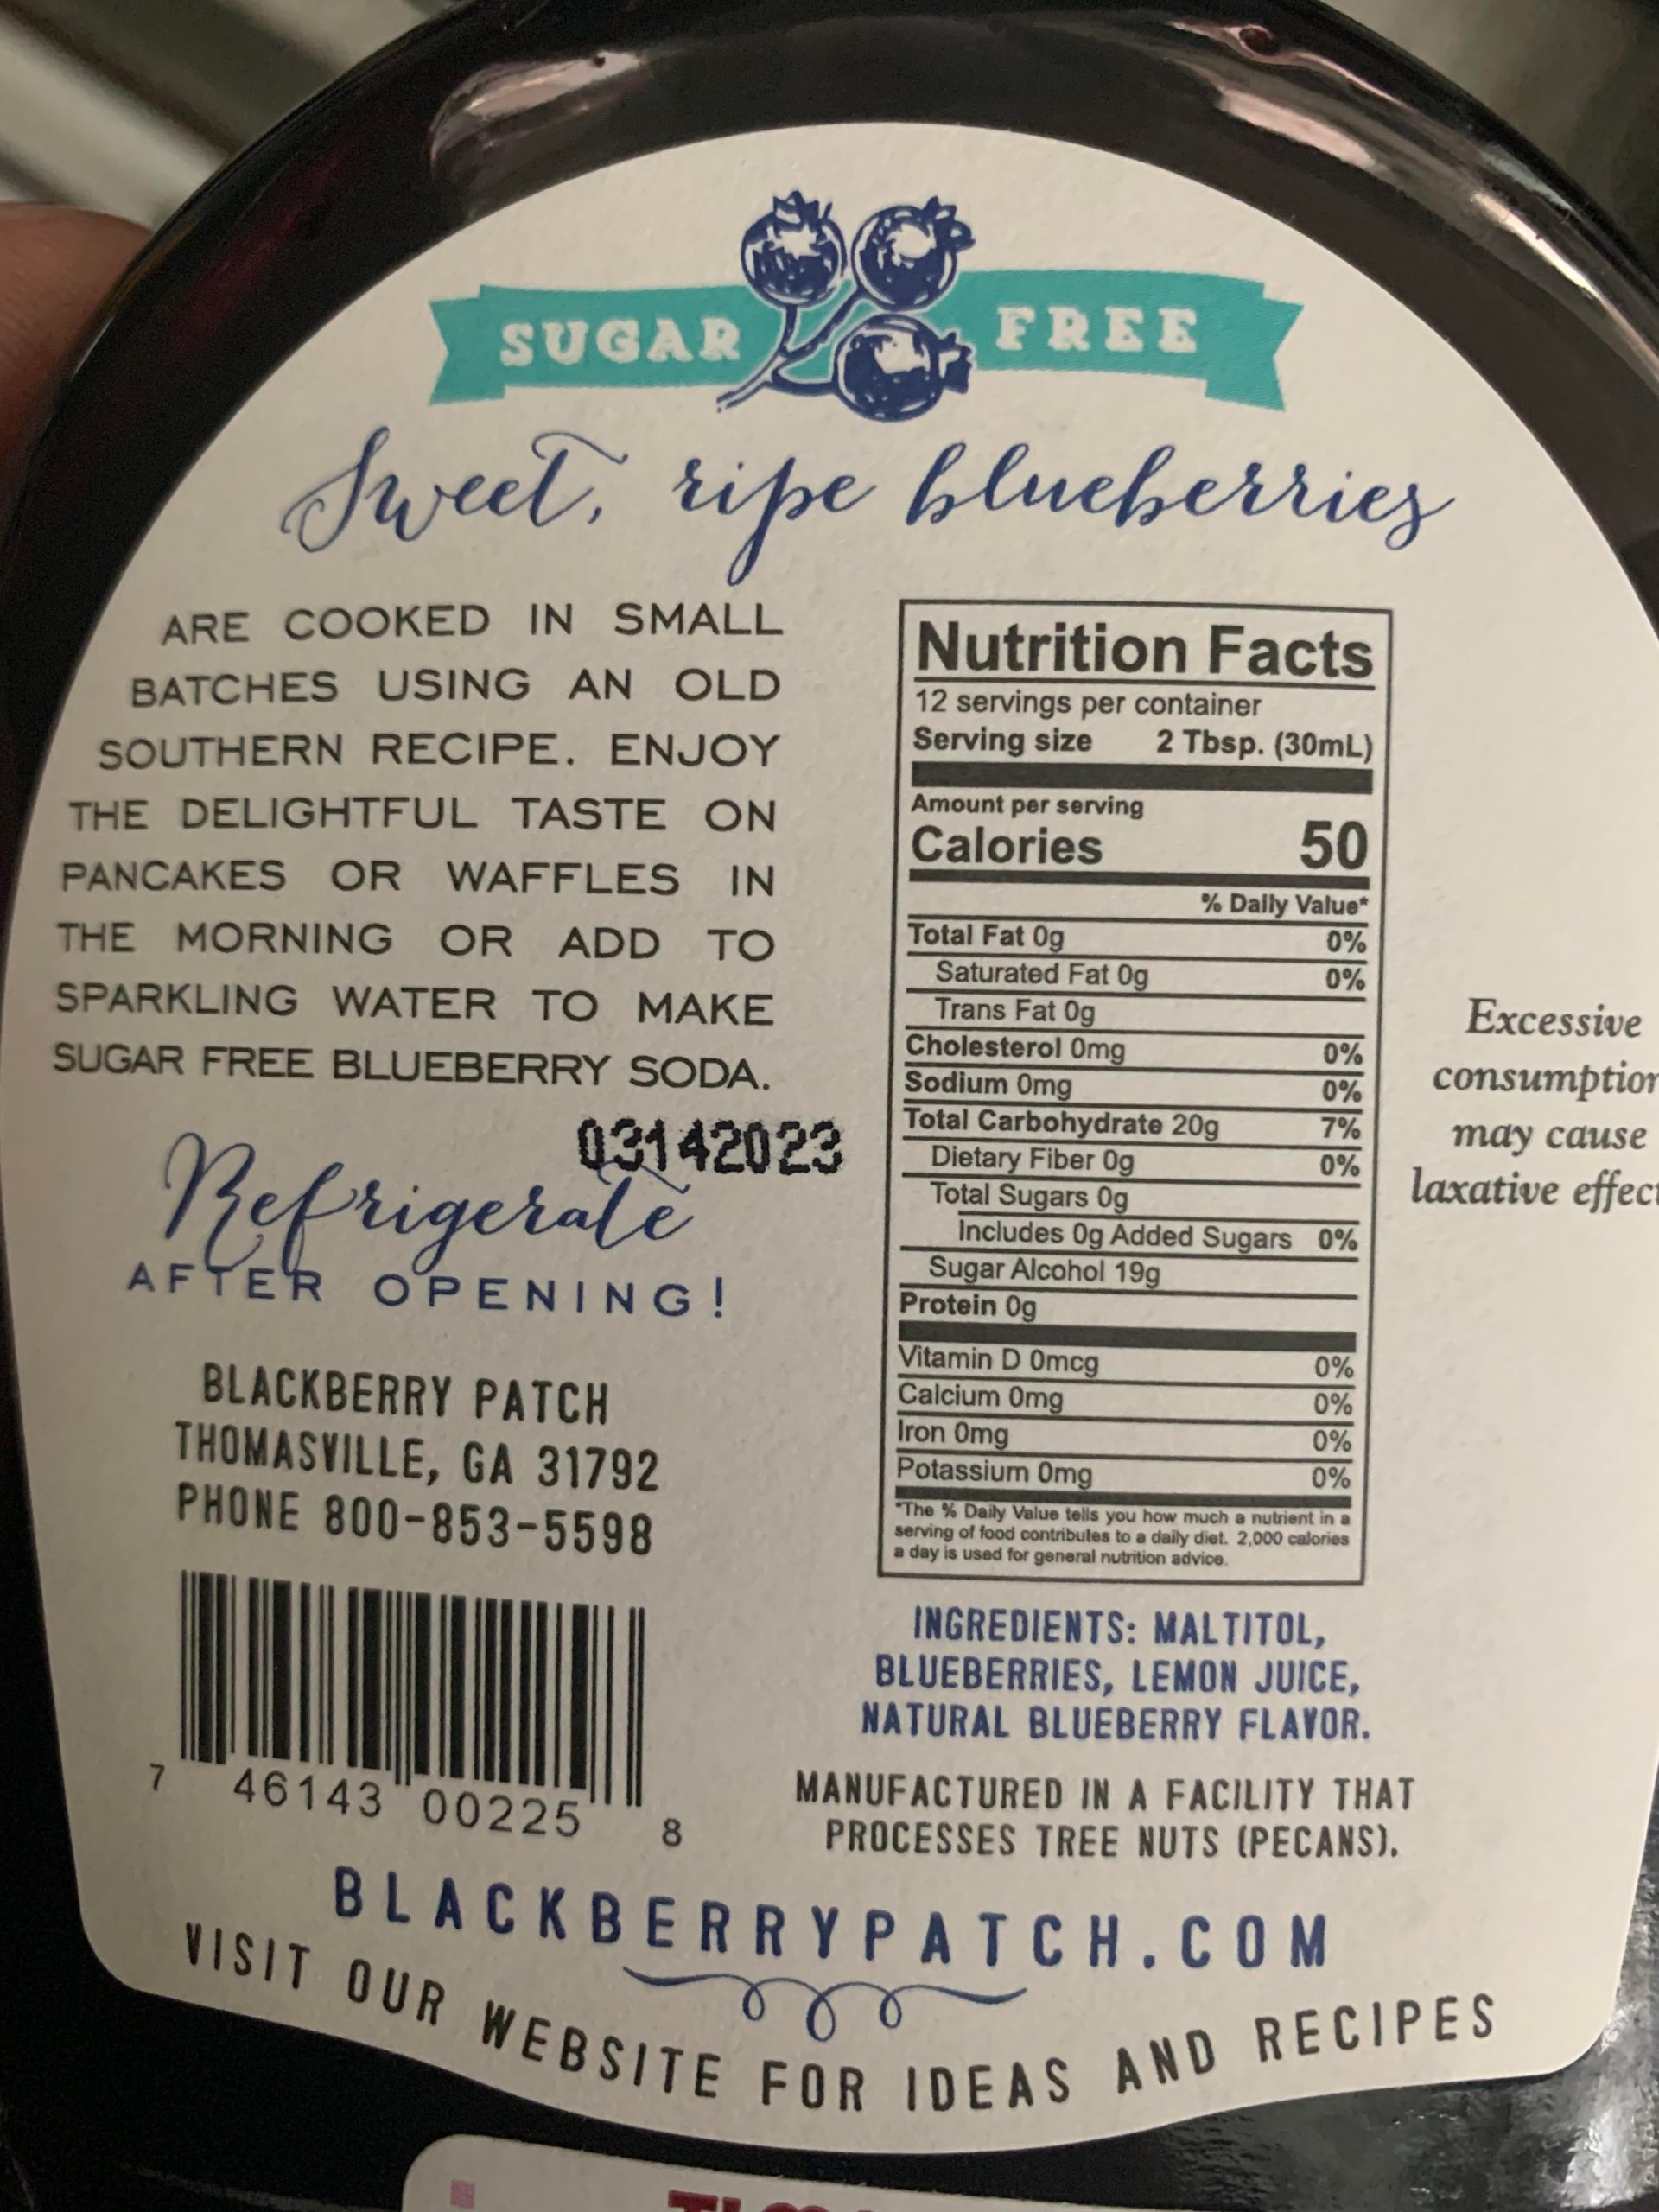 SUGAR FREE
Sweet, ripe blueberries
ARE COOKED IN SMALL
BATCHES USING AN OLD
SOUTHERN RECIPE. ENJOY
THE DELIGHTFUL TASTE ON
PANCAKES OR WAFFLES IN
THE MORNING OR ADD TO
SPARKLING WATER TO MAKE
SUGAR FREE BLUEBERRY SODA.
03142023
Refrigerate
AFTER OPENING!
BLACKBERRY PATCH
THOMASVILLE, GA 31792
PHONE 800-853-5598
7 46143 00225 8
Nutrition Facts
12 servings per container
Serving size 2 Tbsp. (30mL)
Amount per serving
Calories 50
% Daily Value*
Total Fat 0g 0%
Saturated Fat 0g 0%
Trans Fat 0g
Cholesterol 0mg 0%
Sodium 0mg 0%
Total Carbohydrate 20g 7%
Dietary Fiber 0g 0%
Total Sugars 0g
Includes 0g Added Sugars 0%
Sugar Alcohol 19g
Protein 0g
Vitamin D 0mcg 0%
Calcium 0mg 0%
Iron 0mg 0%
Potassium 0mg 0%
*The % Daily Value tells you how much a nutrient in a
serving of food contributes to a daily diet. 2,000 calories
a day is used for general nutrition advice.
Excessive
consumption
may cause
laxative effect
INGREDIENTS: MALTITOL,
BLUEBERRIES, LEMON JUICE,
NATURAL BLUEBERRY FLAVOR.
MANUFACTURED IN A FACILITY THAT
PROCESSES TREE NUTS (PECANS).
BLACKBERRYPATCH.COM
VISIT OUR WEBSITE FOR IDEAS AND RECIPES